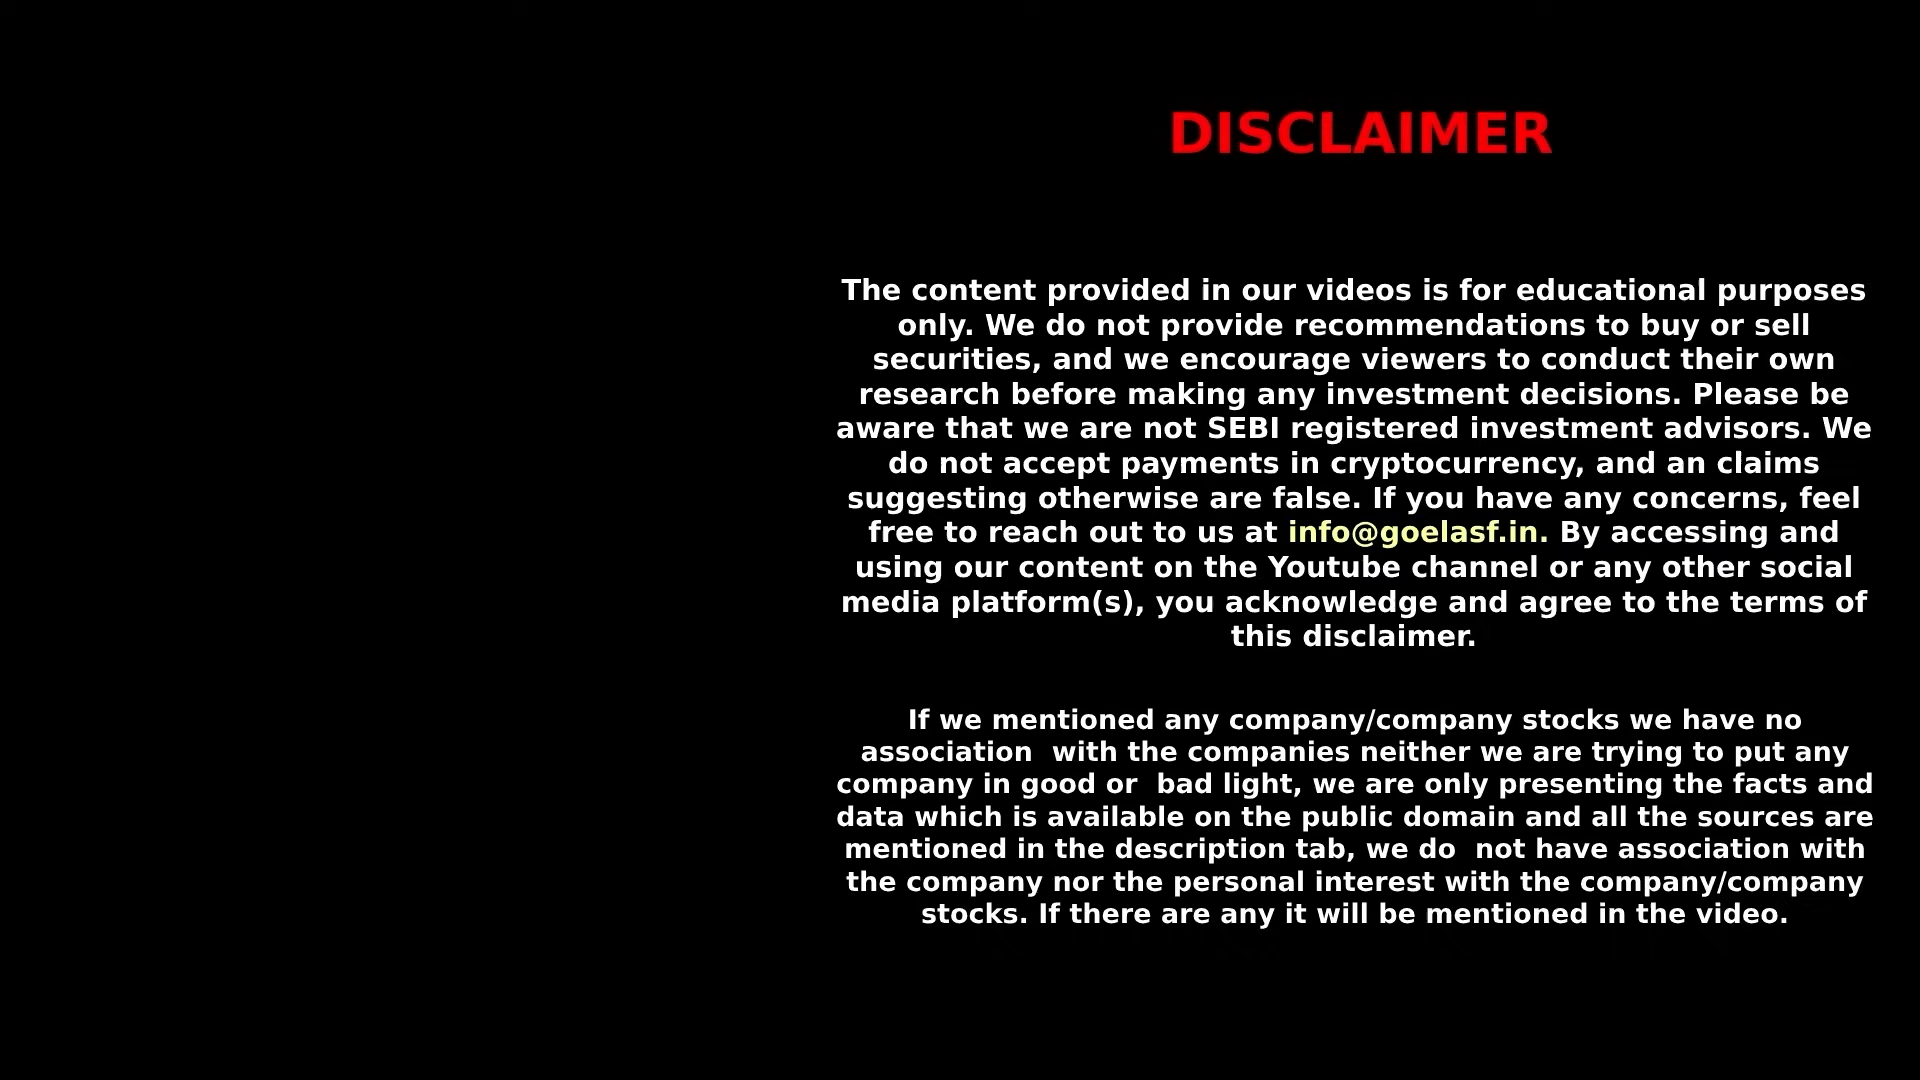 DISCLAIMER
The content provided in our videos is for educational purposes
only. We do not provide recommendations to buy or sell
securities, and we encourage viewers to conduct their own
research before making any investment decisions. Please be
aware that we are not SEBI registered investment advisors. We
do not accept payments in cryptocurrency, and an claims
suggesting otherwise are false. If you have any concerns, feel
free to reach out to us at info@goelasf.in. By accessing and
using our content on the Youtube channel or any other social
media platform(s), you acknowledge and agree to the terms of
this disclaimer.
If we mentioned any company/company stocks we have no
association  with the companies neither we are trying to put any
company in good or  bad light, we are only presenting the facts and
data which is available on the public domain and all the sources are
mentioned in the description tab, we do  not have association with
the company nor the personal interest with the company/company
stocks. If there are any it will be mentioned in the video.